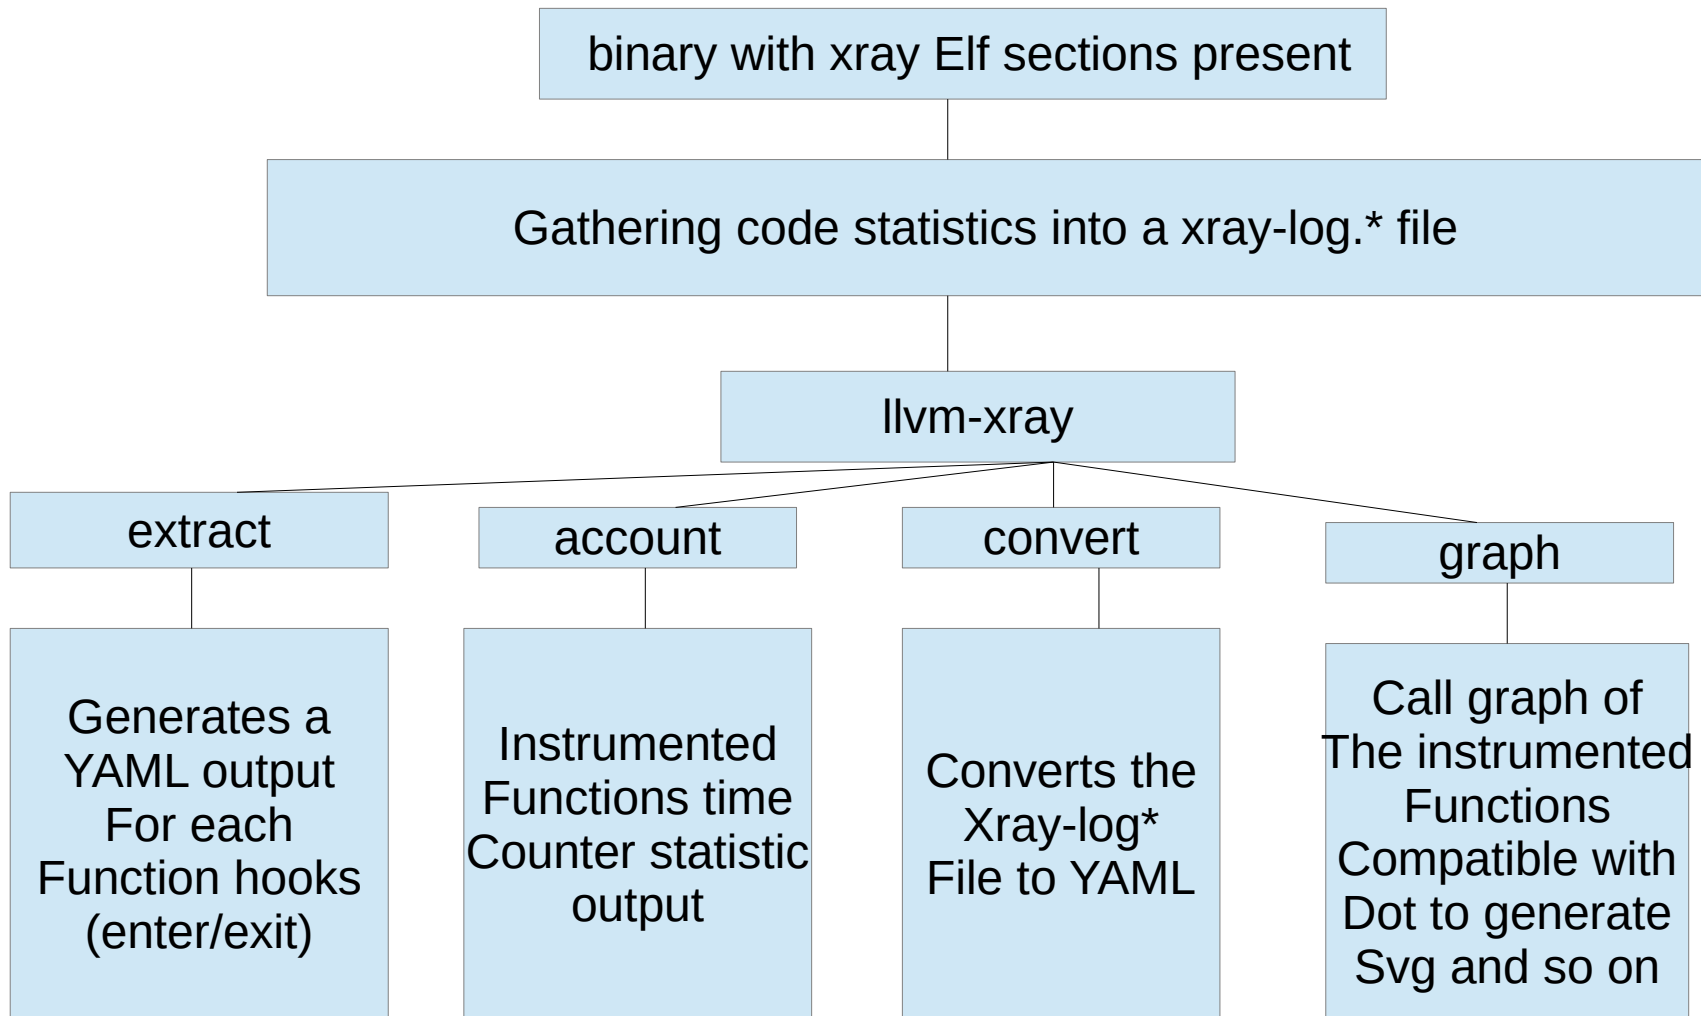 binary with xray Elf sections present
Gathering code statistics into a xray-log.* file
llvm-xray
extract
account
convert
graph
Generates a
YAML output
For each
Function hooks
(enter/exit)
Instrumented
Functions time
Counter statistic
output
Converts the
Xray-log*
File to YAML
Call graph of
The instrumented
Functions
Compatible with
Dot to generate
Svg and so on